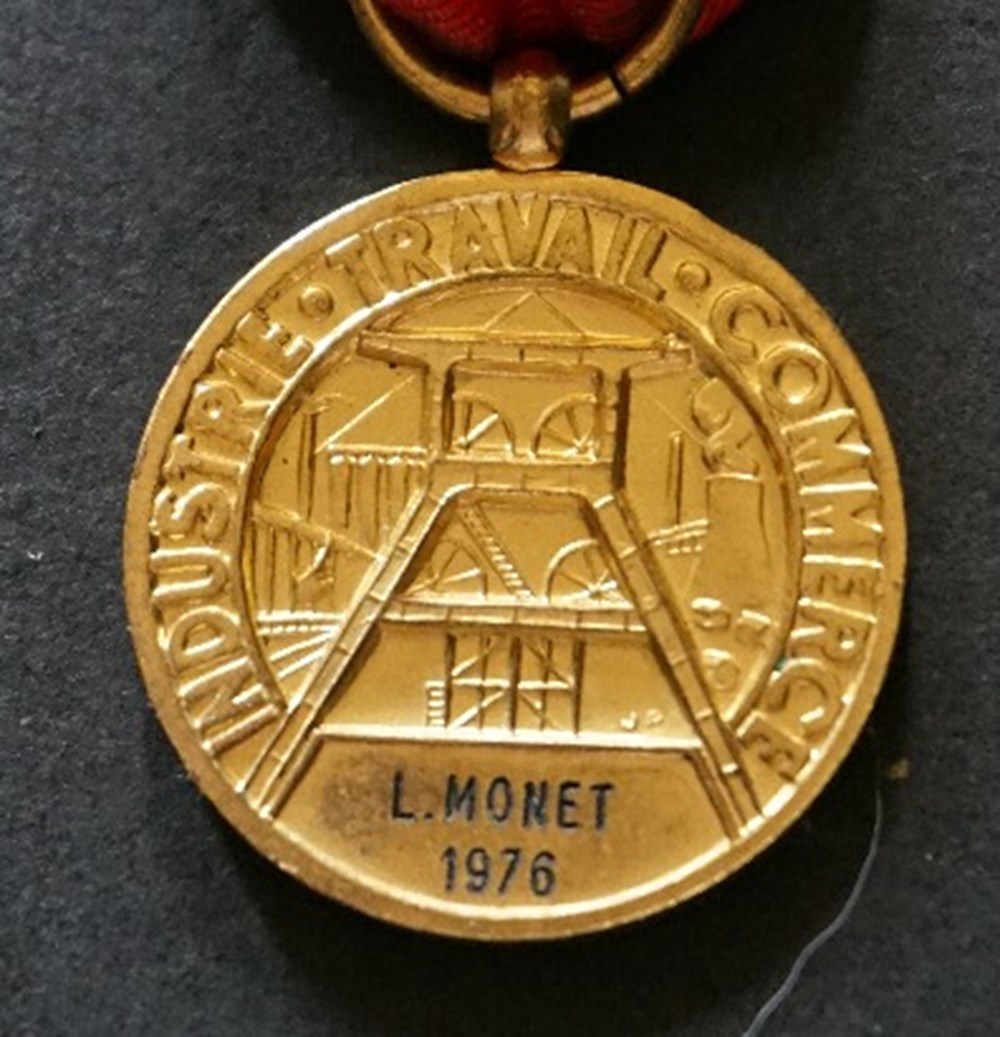 INDUSTRIE • TRAVAIL • COMMERCE
L. MONET
1976